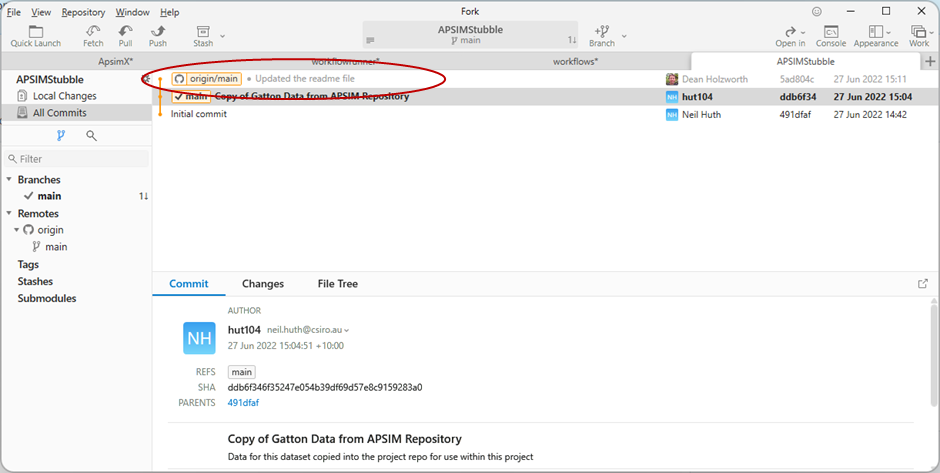 Fork
File View Repository Window Help
Quick Launch Fetch Pull Push Stash
APSIMStubble
main 1↓
Branch Open in Console Appearance Work
ApsimX* workflowrunner* workflows* APSIMStubble
APSIMStubble
Local Changes
All Commits
Filter
Branches
main 1↓
Remotes
origin
main
Tags
Stashes
Submodules
origin/main Updated the readme file Dean Holzworth 5ad804c 27 Jun 2022 15:11
main Copy of Gatton Data from APSIM Repository hut104 ddb6f34 27 Jun 2022 15:04
Initial commit NH Neil Huth 491dfaf 27 Jun 2022 14:42
Commit Changes File Tree
AUTHOR
NH
hut104 neil.huth@csiro.au
27 Jun 2022 15:04:51 +10:00
REFS main
SHA ddb6f346f35247e054b39df69d57e8c9159283a0
PARENTS 491dfaf
Copy of Gatton Data from APSIM Repository
Data for this dataset copied into the project repo for use within this project